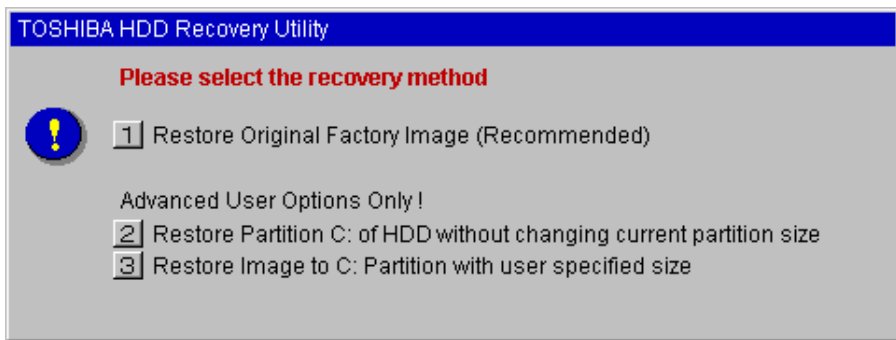 TOSHIBA HDD Recovery Utility
Please select the recovery method
1 Restore Original Factory Image (Recommended)
Advanced User Options Only !
2 Restore Partition C: of HDD without changing current partition size
3 Restore Image to C: Partition with user specified size